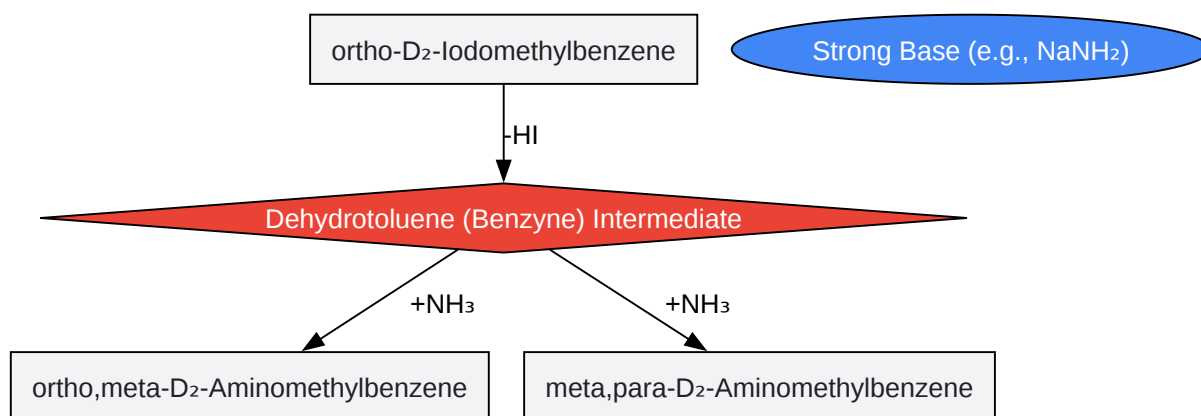 ortho-D₂-Iodomethylbenzene
Strong Base (e.g., NaNH₂)
-HI
Dehydrotoluene (Benzyne) Intermediate
+NH₃
+NH₃
ortho,meta-D₂-Aminomethylbenzene
meta,para-D₂-Aminomethylbenzene